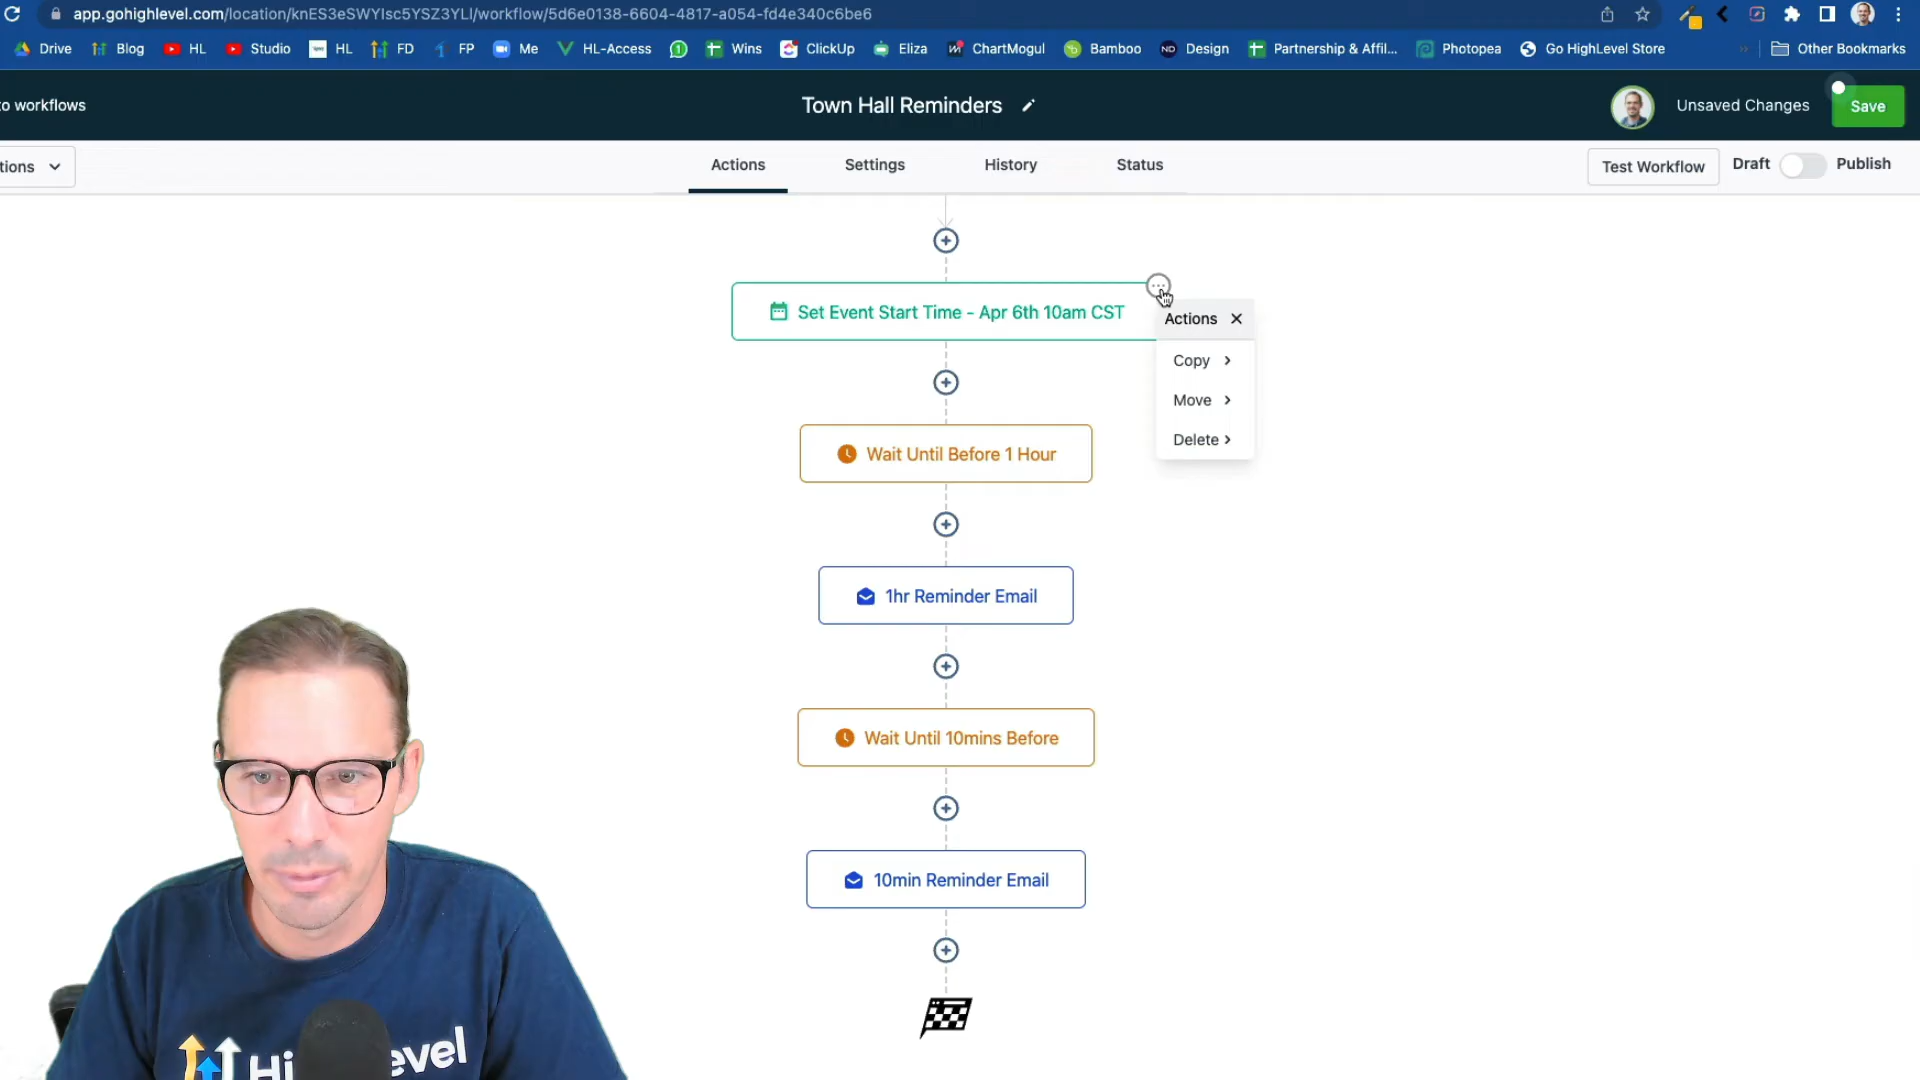 app.gohighlevel.com/location/knES3eSWYIsc5YSZ3YLl/workflow/5d6e0138-6604-4817-a054-fd4e340c6be6
Drive Blog HL Studio HL FD FP Me HL-Access Wins ClickUp Eliza ChartMogul Bamboo Design Partnership & Affil... Photopea Go HighLevel Store » Other Bookmarks
to workflows
Town Hall Reminders
Unsaved Changes
Save
tions
Actions
Settings
History
Status
Test Workflow
Draft
Publish
Set Event Start Time - Apr 6th 10am CST
Actions
Copy
Move
Delete
Wait Until Before 1 Hour
1hr Reminder Email
Wait Until 10mins Before
10min Reminder Email
Hi evel